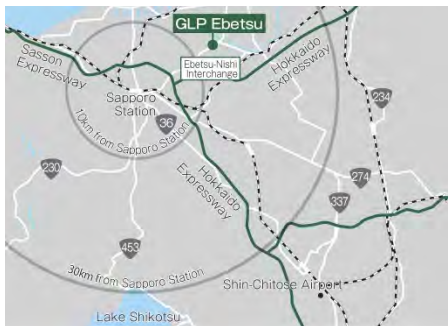 GLP Ebetsu
Ebetsu-Nishi
Interchange
Sasson
Expressway
Hokkaido
Expressway
Sapporo
Station
10km from Sapporo Station
36
234
230
Hokkaido
Expressway
274
337
453
30km from Sapporo Station
Shin-Chitose Airport
Lake Shikotsu